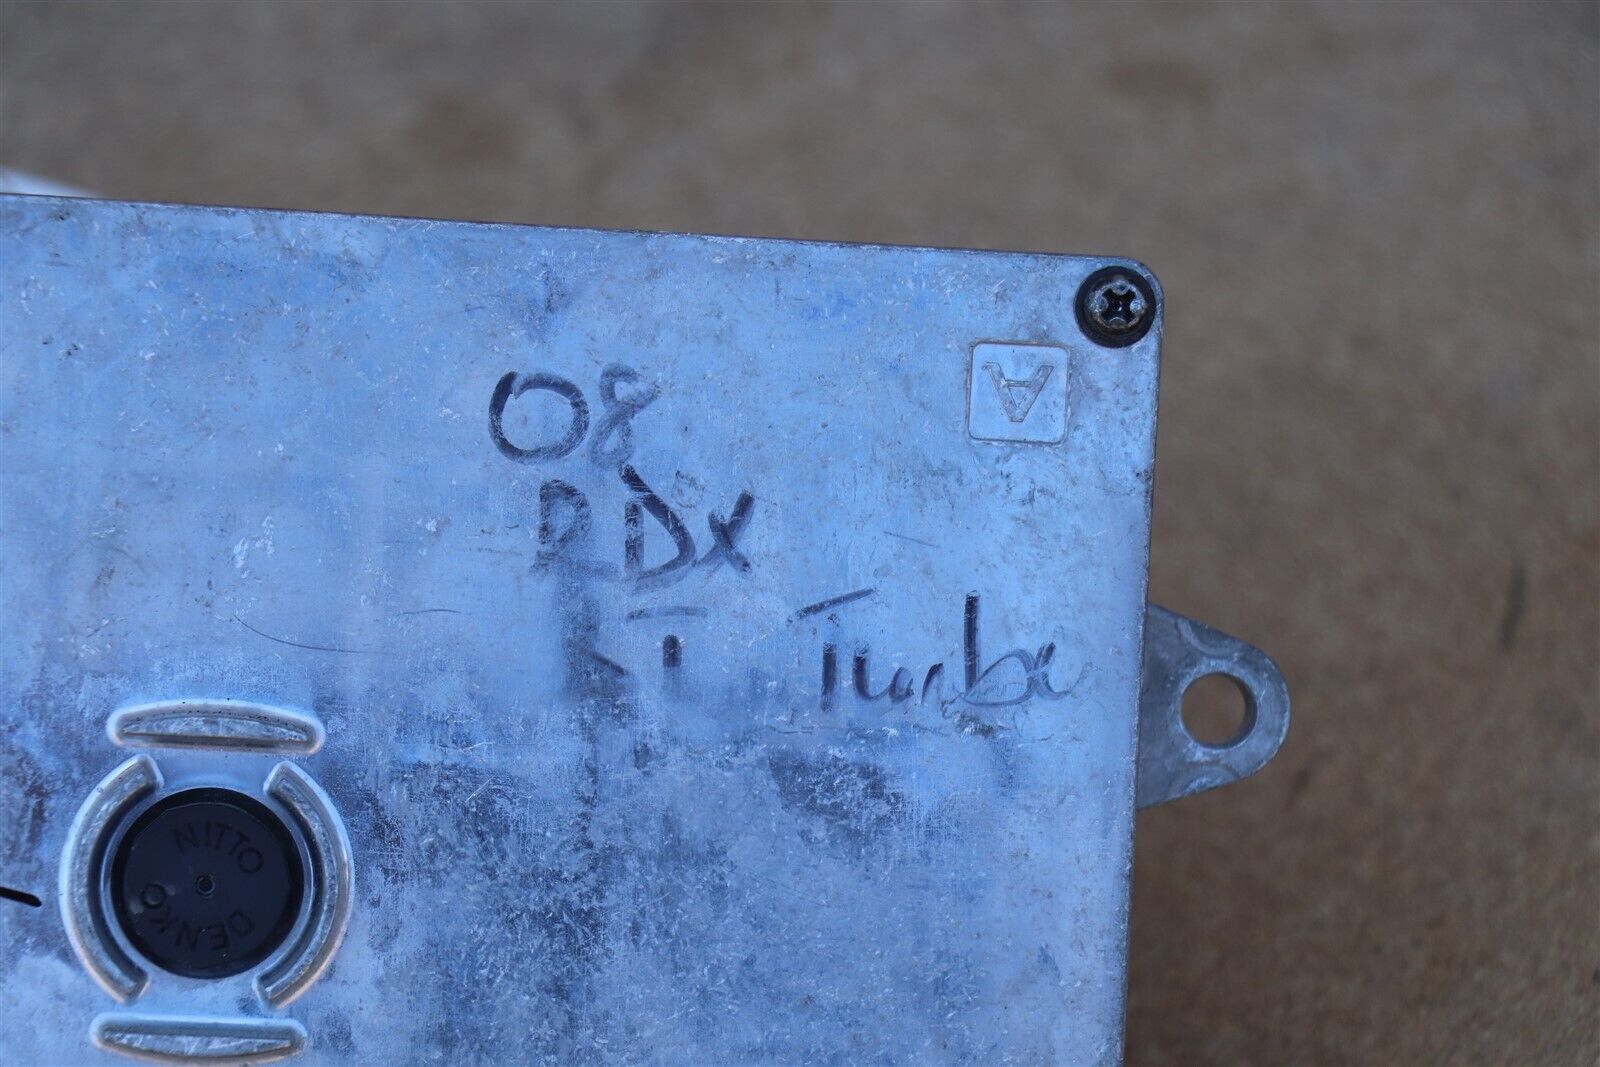 A
08
RDX
Turbo
NITTO
DENKO